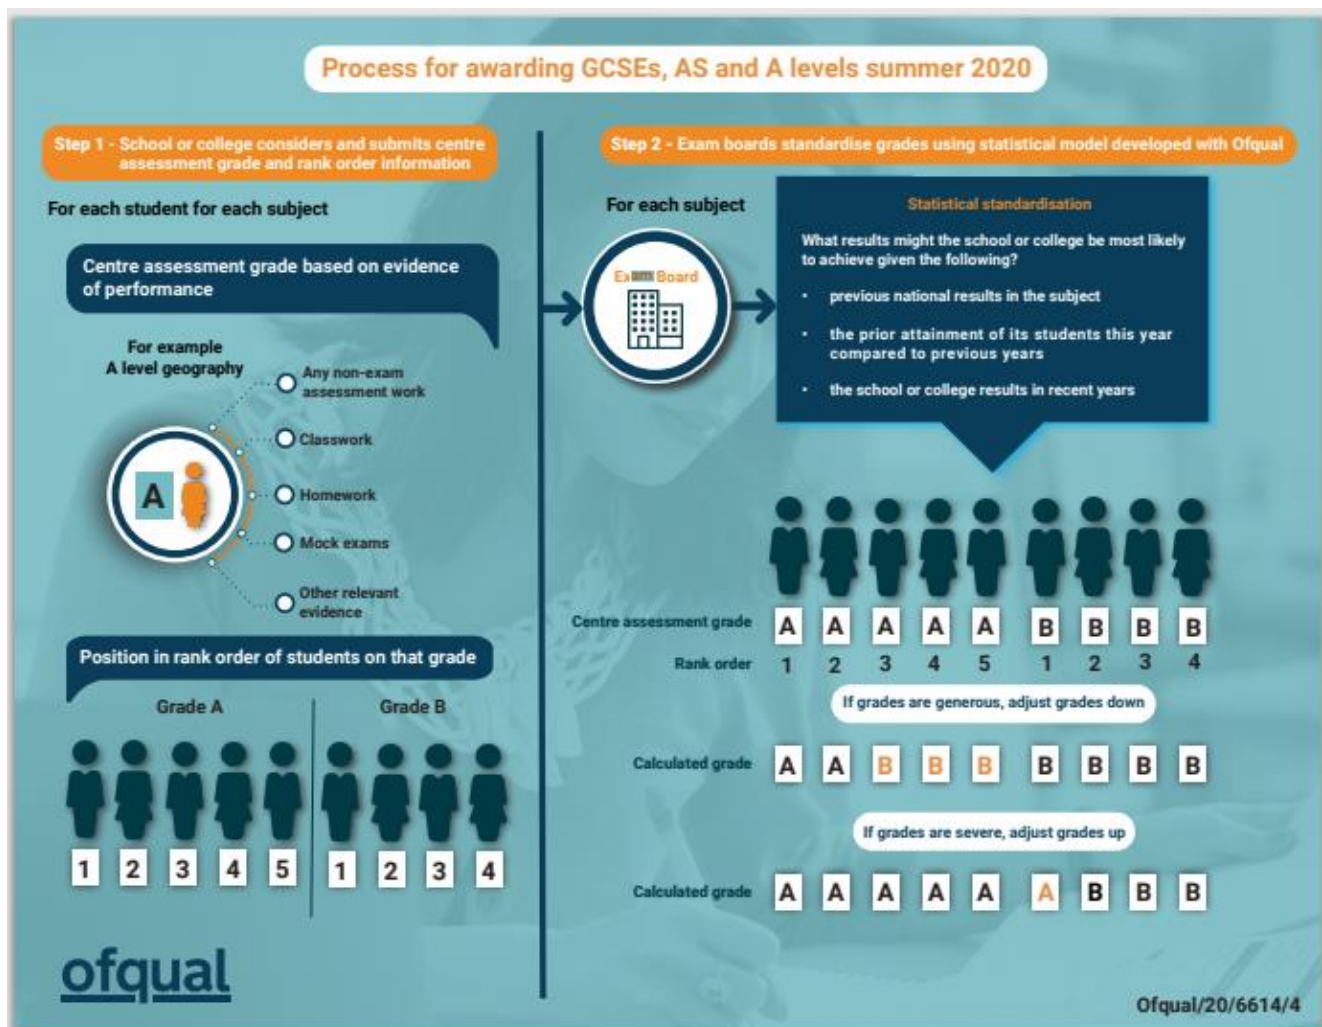 Process for awarding GCSEs, AS and A levels summer 2020
Step 1 - School or college considers and submits centre
assessment grade and rank order information
For each student for each subject
Centre assessment grade based on evidence
of performance
For example
A level geography
Any non-exam
assessment work
Classwork
Homework
Mock exams
Other relevant
evidence
A
Position in rank order of students on that grade
Grade A
Grade B
1 2 3 4 5 1 2 3 4
ofqual
Step 2 - Exam boards standardise grades using statistical model developed with Ofqual
For each subject
Exam Board
Statistical standardisation
What results might the school or college be most likely
to achieve given the following?
• previous national results in the subject
• the prior attainment of its students this year
compared to previous years
• the school or college results in recent years
Centre assessment grade A A A A A B B B B
Rank order 1 2 3 4 5 1 2 3 4
If grades are generous, adjust grades down
Calculated grade A A B B B B B B B
If grades are severe, adjust grades up
Calculated grade A A A A A A B B B
Ofqual/20/6614/4